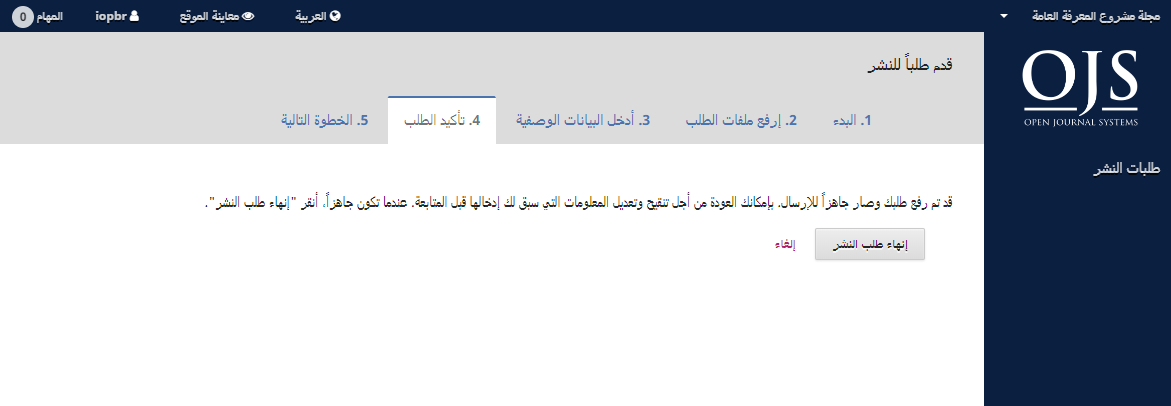 مجلة مشروع المعرفة العامة
العربية
معاينة الموقع
iopbr
المهام 0
OJS
OPEN JOURNAL SYSTEMS
طلبات النشر
قدم طلباً للنشر
1. البدء
2. إرفع ملفات الطلب
3. أدخل البيانات الوصفية
4. تأكيد الطلب
5. الخطوة التالية
قد تم رفع طلبك وصار جاهزاً للإرسال. بإمكانك العودة من أجل تنقيح وتعديل المعلومات التي سبق لك إدخالها قبل المتابعة. عندما تكون جاهزاً، أنقر "إنهاء طلب النشر".
إنهاء طلب النشر
إلغاء